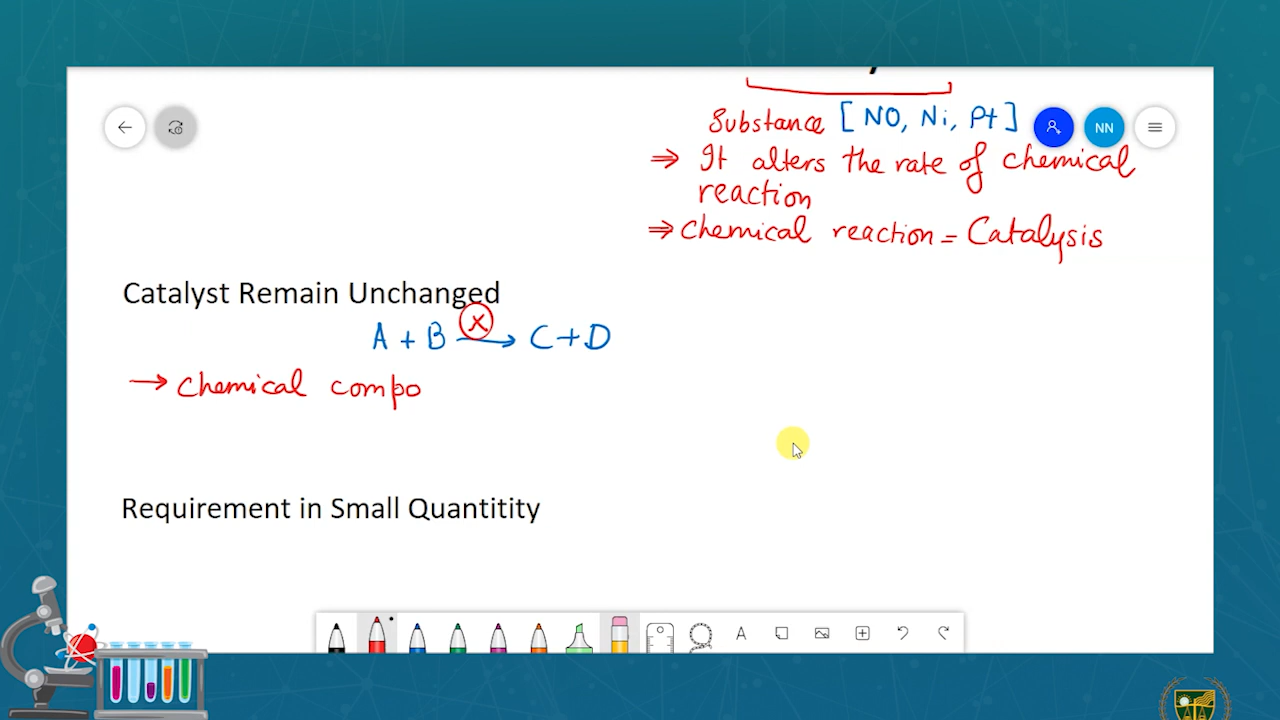 Substance [NO, Ni, Pt]
⇒ It alters the rate of chemical
reaction
⇒ Chemical reaction = Catalysis
NN
Catalyst Remain Unchanged
A + B X → C + D
→ Chemical compo
Requirement in Small Quantitity
A